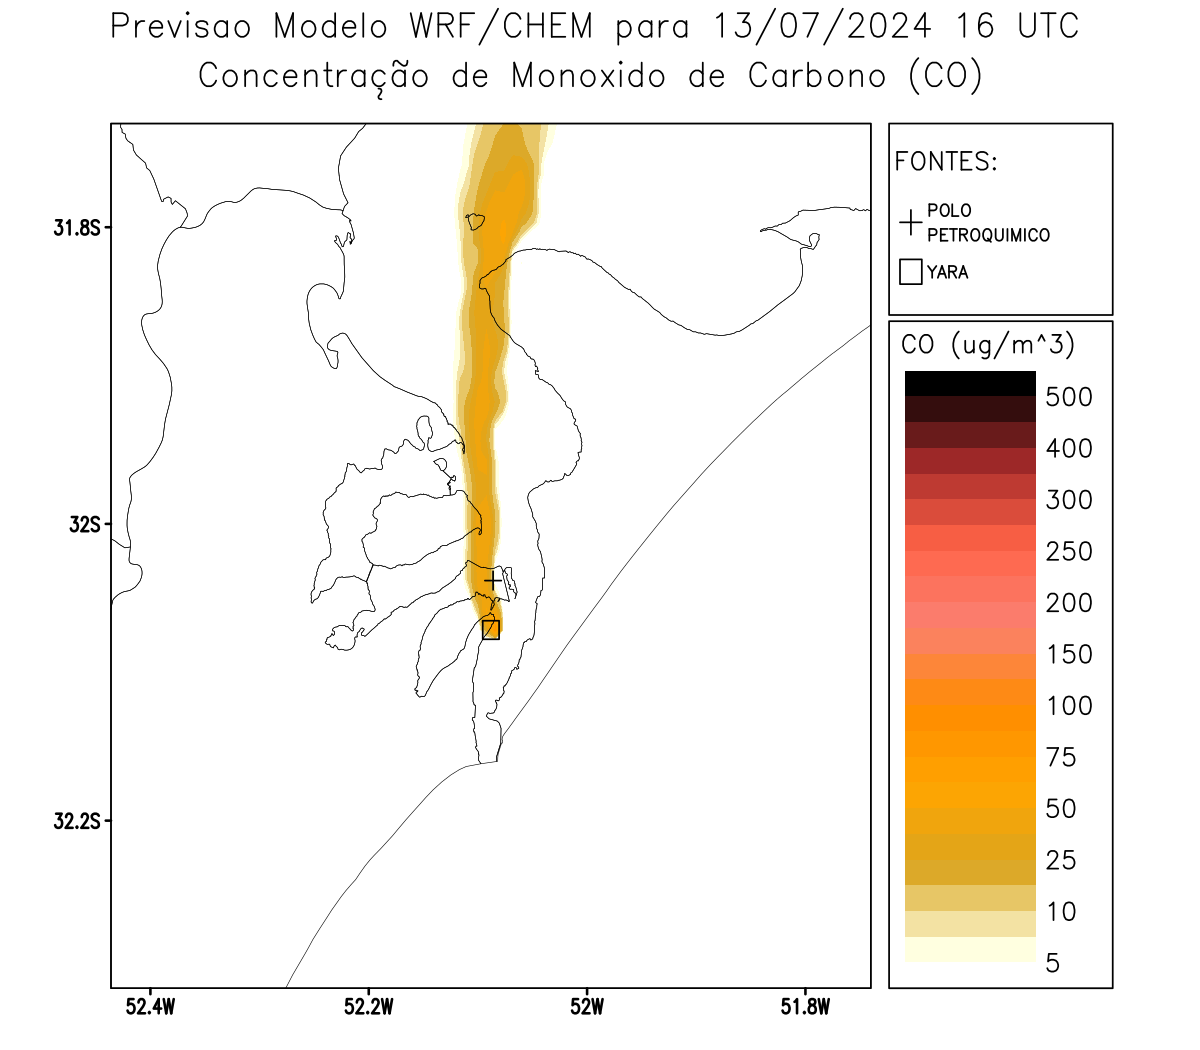 Previsao Modelo WRF/CHEM para 13/07/2024 16 UTC
Concentração de Monoxido de Carbono (CO)
FONTES:
POLO
PETROQUIMICO
YARA
31.8S
32S
32.2S
52.4W
52.2W
52W
51.8W
CO (ug/m^3)
500
400
300
250
200
150
100
75
50
25
10
5